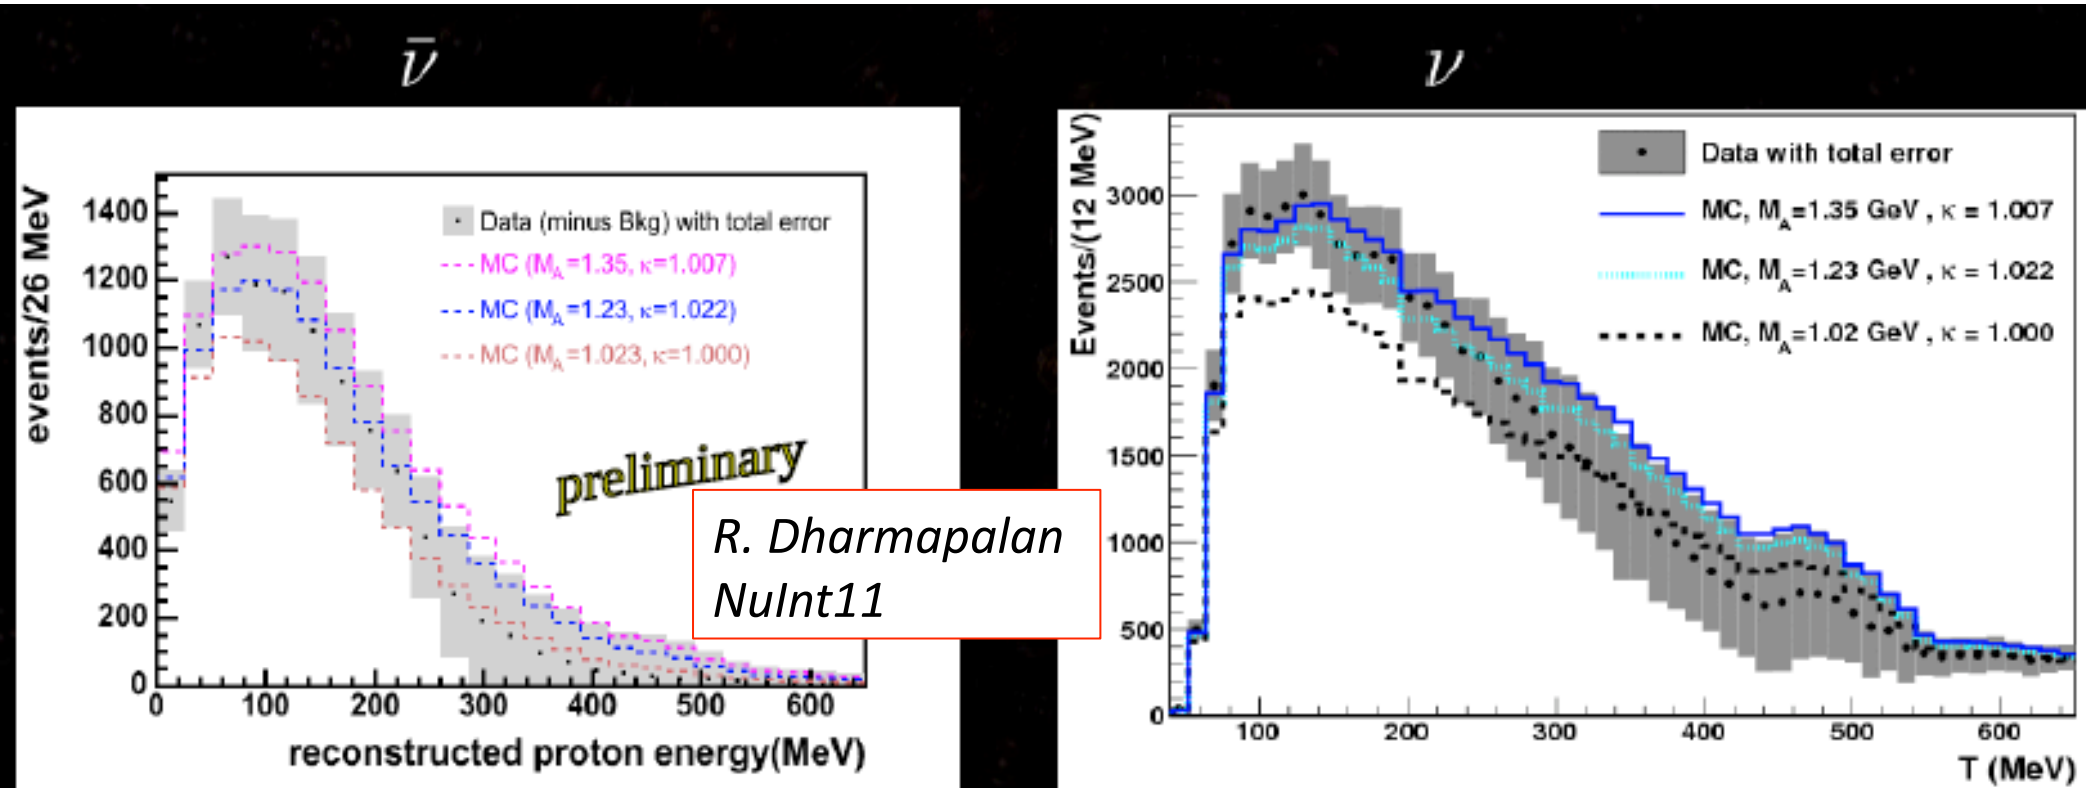 ν̄
ν
events/26 MeV
1400
1200
1000
800
600
400
200
0
0 100 200 300 400 500 600
reconstructed proton energy(MeV)
Data (minus Bkg) with total error
MC (M_A=1.35, κ=1.007)
MC (M_A=1.23, κ=1.022)
MC (M_A=1.023, κ=1.000)
preliminary
R. Dharmapalan
NuInt11
Events/(12 MeV)
3000
2500
2000
1500
1000
500
0
100 200 300 400 500 600
T (MeV)
Data with total error
MC, M_A=1.35 GeV , κ = 1.007
MC, M_A=1.23 GeV , κ = 1.022
MC, M_A=1.02 GeV , κ = 1.000